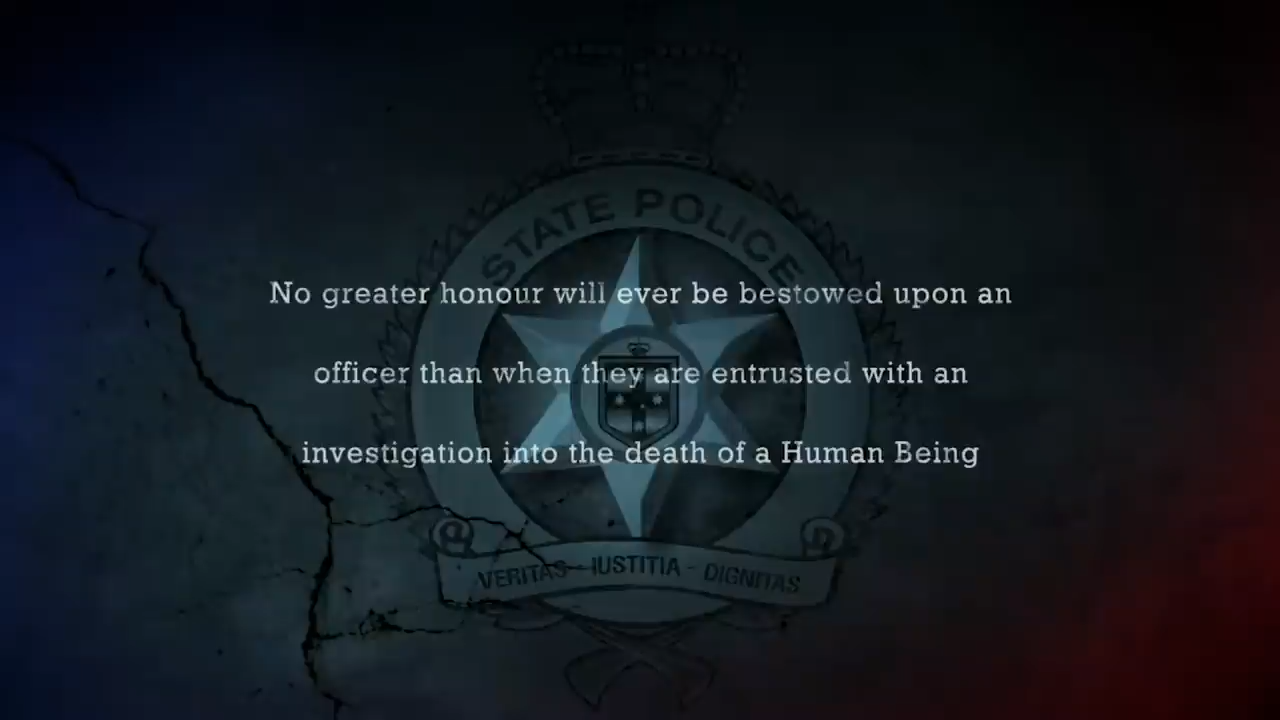 STATE POLICE
No greater honour will ever be bestowed upon an
officer than when they are entrusted with an
investigation into the death of a Human Being
VERITAS - IUSTITIA - DIGNITAS